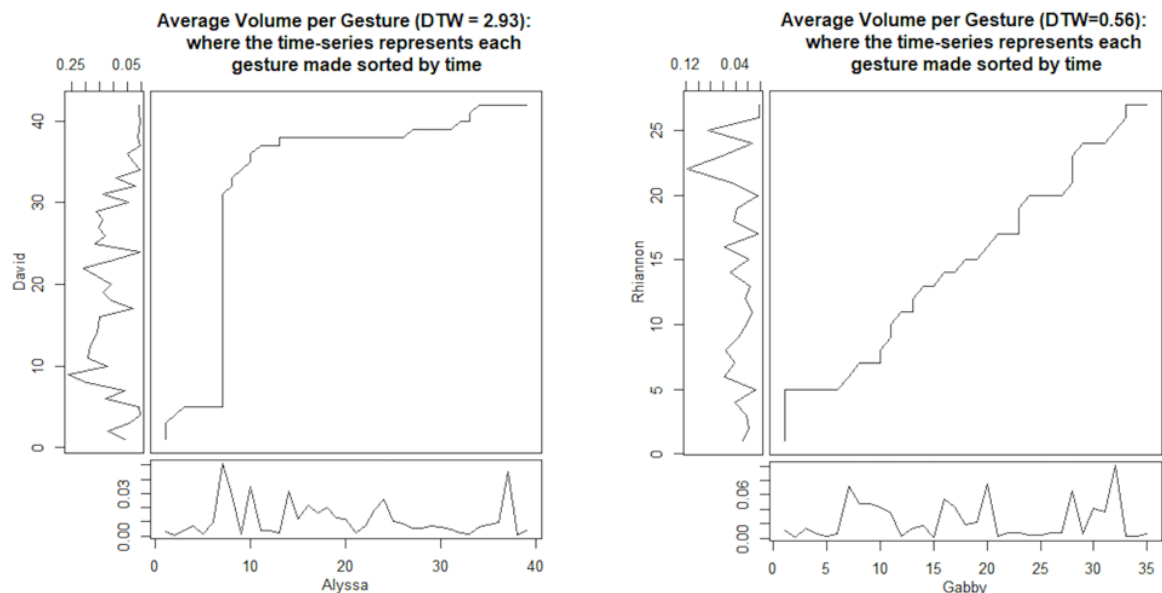 Average Volume per Gesture (DTW = 2.93):
where the time-series represents each
gesture made sorted by time
0.25 0.05
David
0 10 20 30 40
0.00 0.03
0 10 20 30 40
Alyssa
Average Volume per Gesture (DTW=0.56):
where the time-series represents each
gesture made sorted by time
0.12 0.04
Rhiannon
0 5 10 15 20 25
0.00 0.06
0 5 10 15 20 25 30 35
Gabby